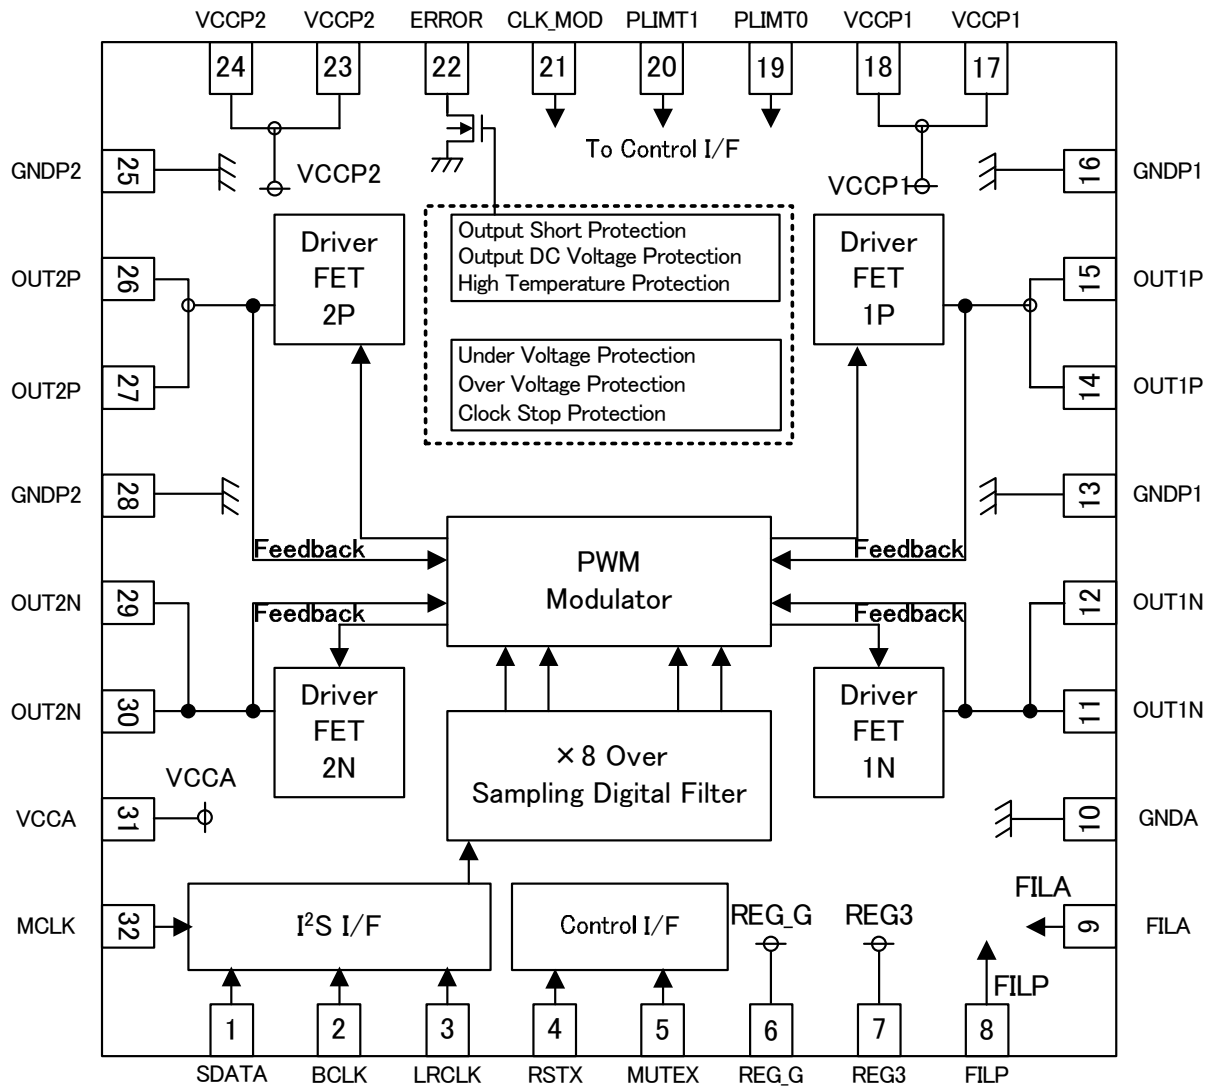 VCCP2 VCCP2 ERROR CLK_MOD PLIMT1 PLIMT0 VCCP1 VCCP1
24 23 22 21 20 19 18 17
To Control I/F
GNDP2 25 VCCP2 VCCP1 16 GNDP1
Driver
FET
2P
Output Short Protection
Output DC Voltage Protection
High Temperature Protection
Driver
FET
1P
OUT2P 26 15 OUT1P
Under Voltage Protection
Over Voltage Protection
Clock Stop Protection
OUT2P 27 14 OUT1P
GNDP2 28 13 GNDP1
Feedback Feedback
PWM
Modulator
OUT2N 29 12 OUT1N
Feedback Feedback
Driver
FET
2N
Driver
FET
1N
OUT2N 30 11 OUT1N
×8 Over
Sampling Digital Filter
VCCA
VCCA 31 10 GNDA
FILA
MCLK 32 I²S I/F Control I/F REG_G REG3 9 FILA
FILP
1 2 3 4 5 6 7 8
SDATA BCLK LRCLK RSTX MUTEX REG_G REG3 FILP